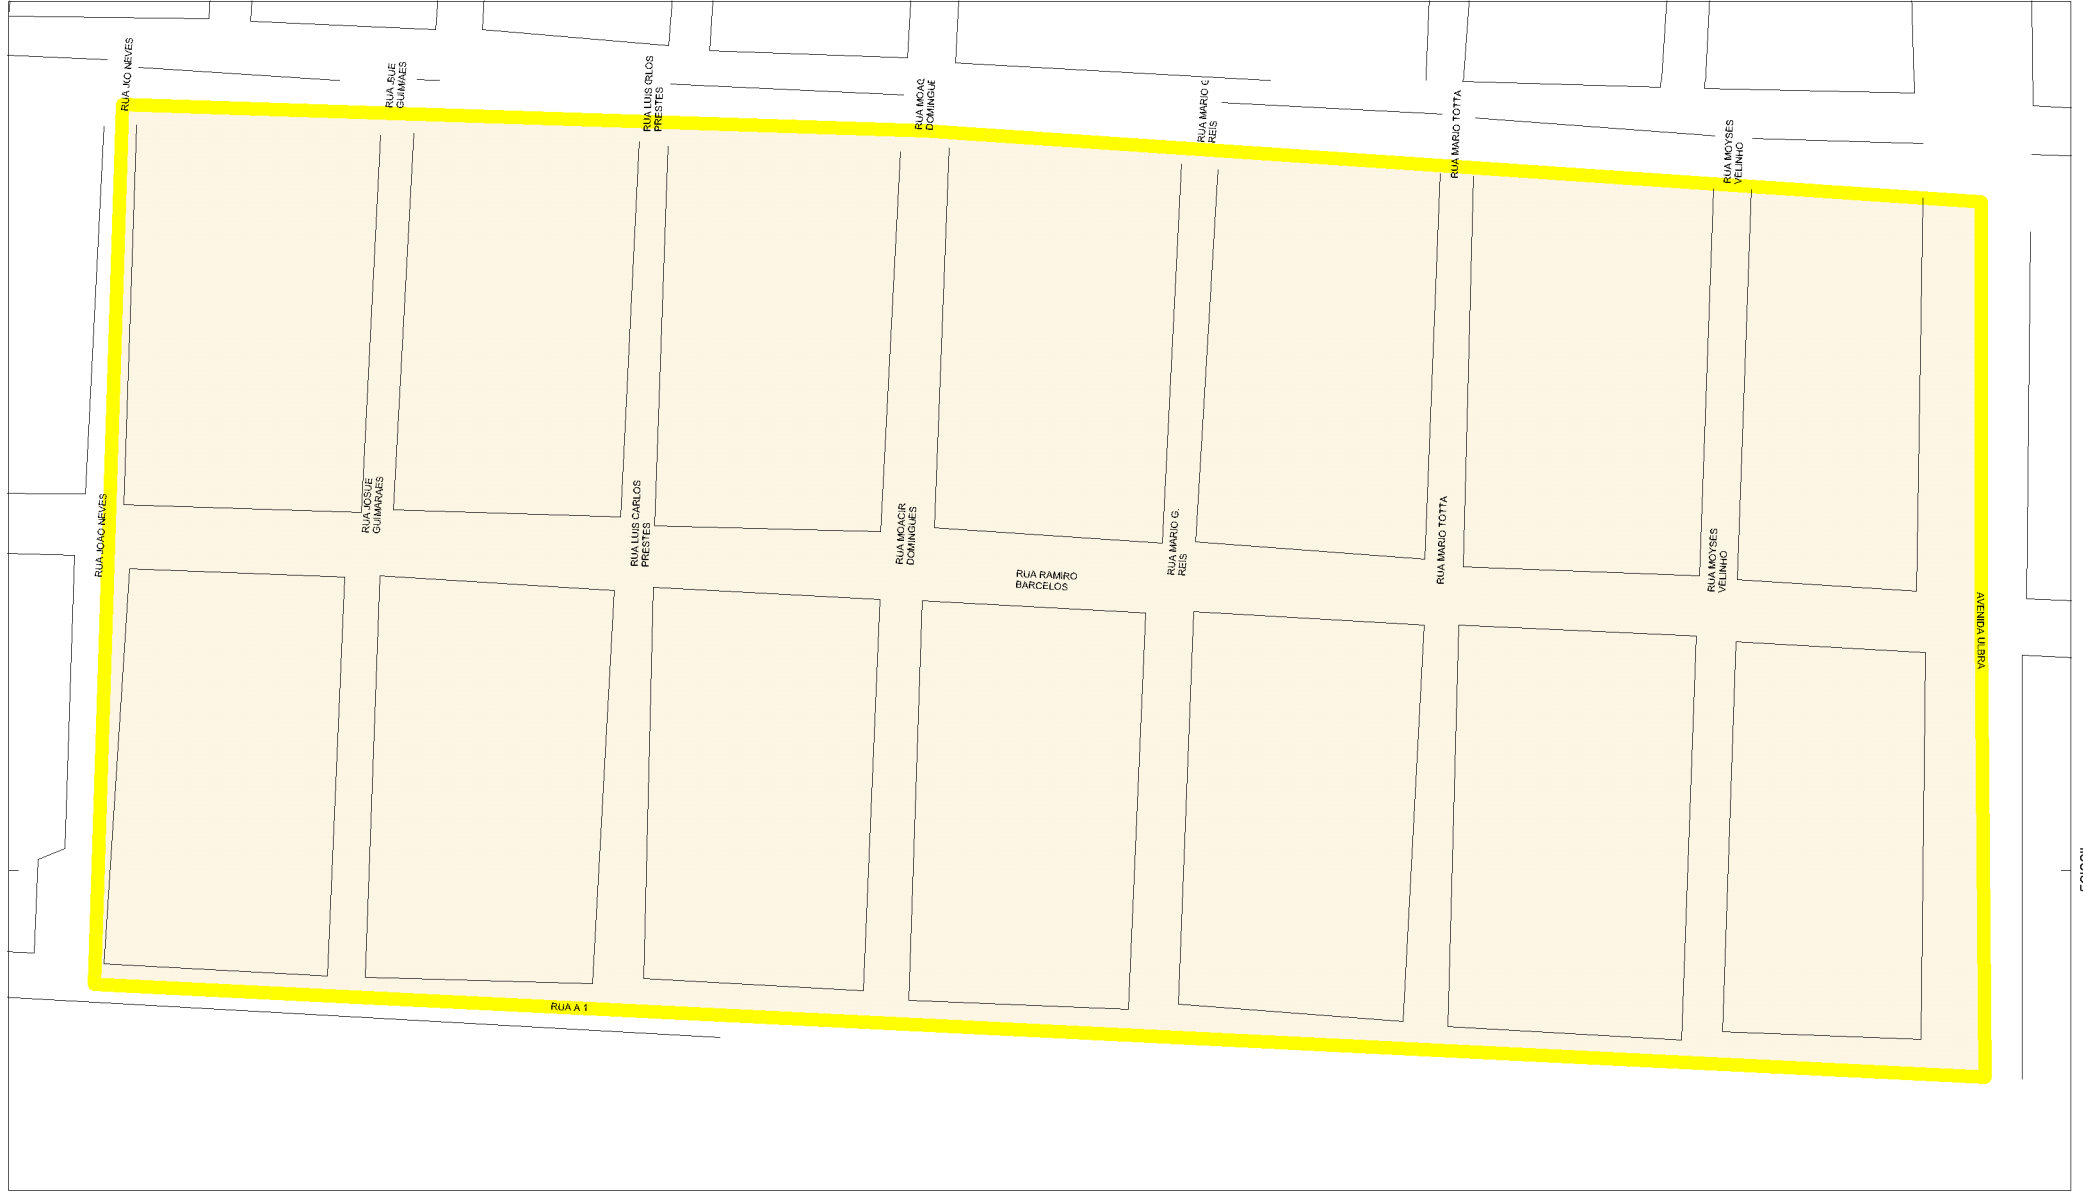 RUA JOAO NEVES
RUA JOSUE
GUIMARAES
RUA LUIS CARLOS
PRESTES
RUA MOAC
DOMINGUE
RUA MARIO G
REIS
RUA MARIO TOTTA
RUA MOYSES
VELINHO
RUA JOAO NEVES
RUA JOSUE
GUIMARAES
RUA LUIS CARLOS
PRESTES
RUA MOACIR
DOMINGUES
RUA RAMIRO
BARCELOS
RUA MARIO G.
REIS
RUA MARIO TOTTA
RUA MOYSES
VELINHO
AVENIDA ULBRA
RUA A 1